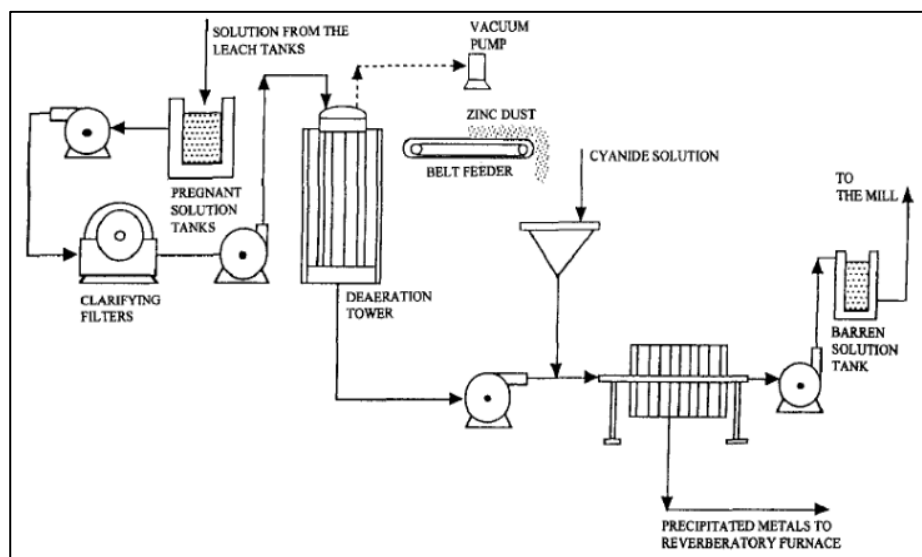 SOLUTION FROM THE
LEACH TANKS
VACUUM
PUMP
ZINC DUST
BELT FEEDER
CYANIDE SOLUTION
TO
THE MILL
PREGNANT
SOLUTION
TANKS
CLARIFYING
FILTERS
DEAERATION
TOWER
BARREN
SOLUTION
TANK
PRECIPITATED METALS TO
REVERBERATORY FURNACE